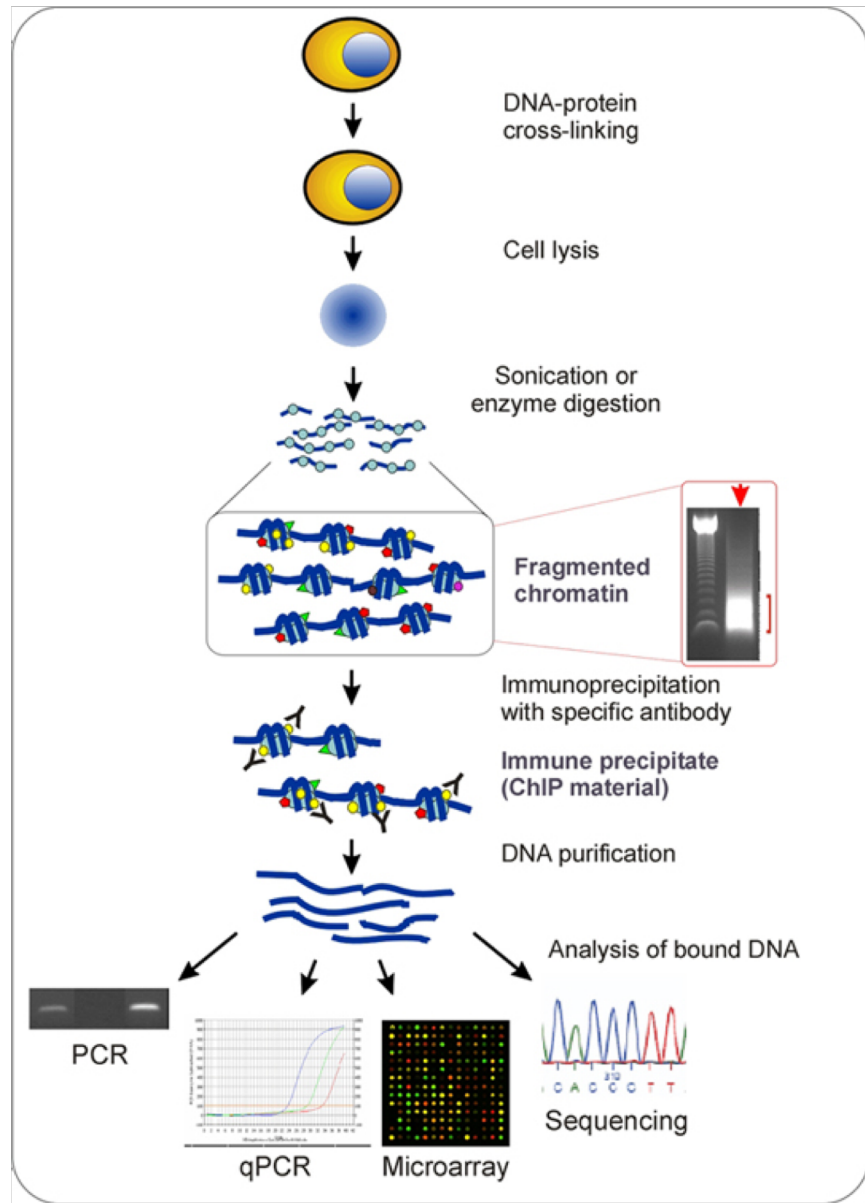 DNA-protein
cross-linking
Cell lysis
Sonication or
enzyme digestion
Fragmented
chromatin
Immunoprecipitation
with specific antibody
Immune precipitate
(ChIP material)
DNA purification
Analysis of bound DNA
PCR
qPCR
Microarray
Sequencing